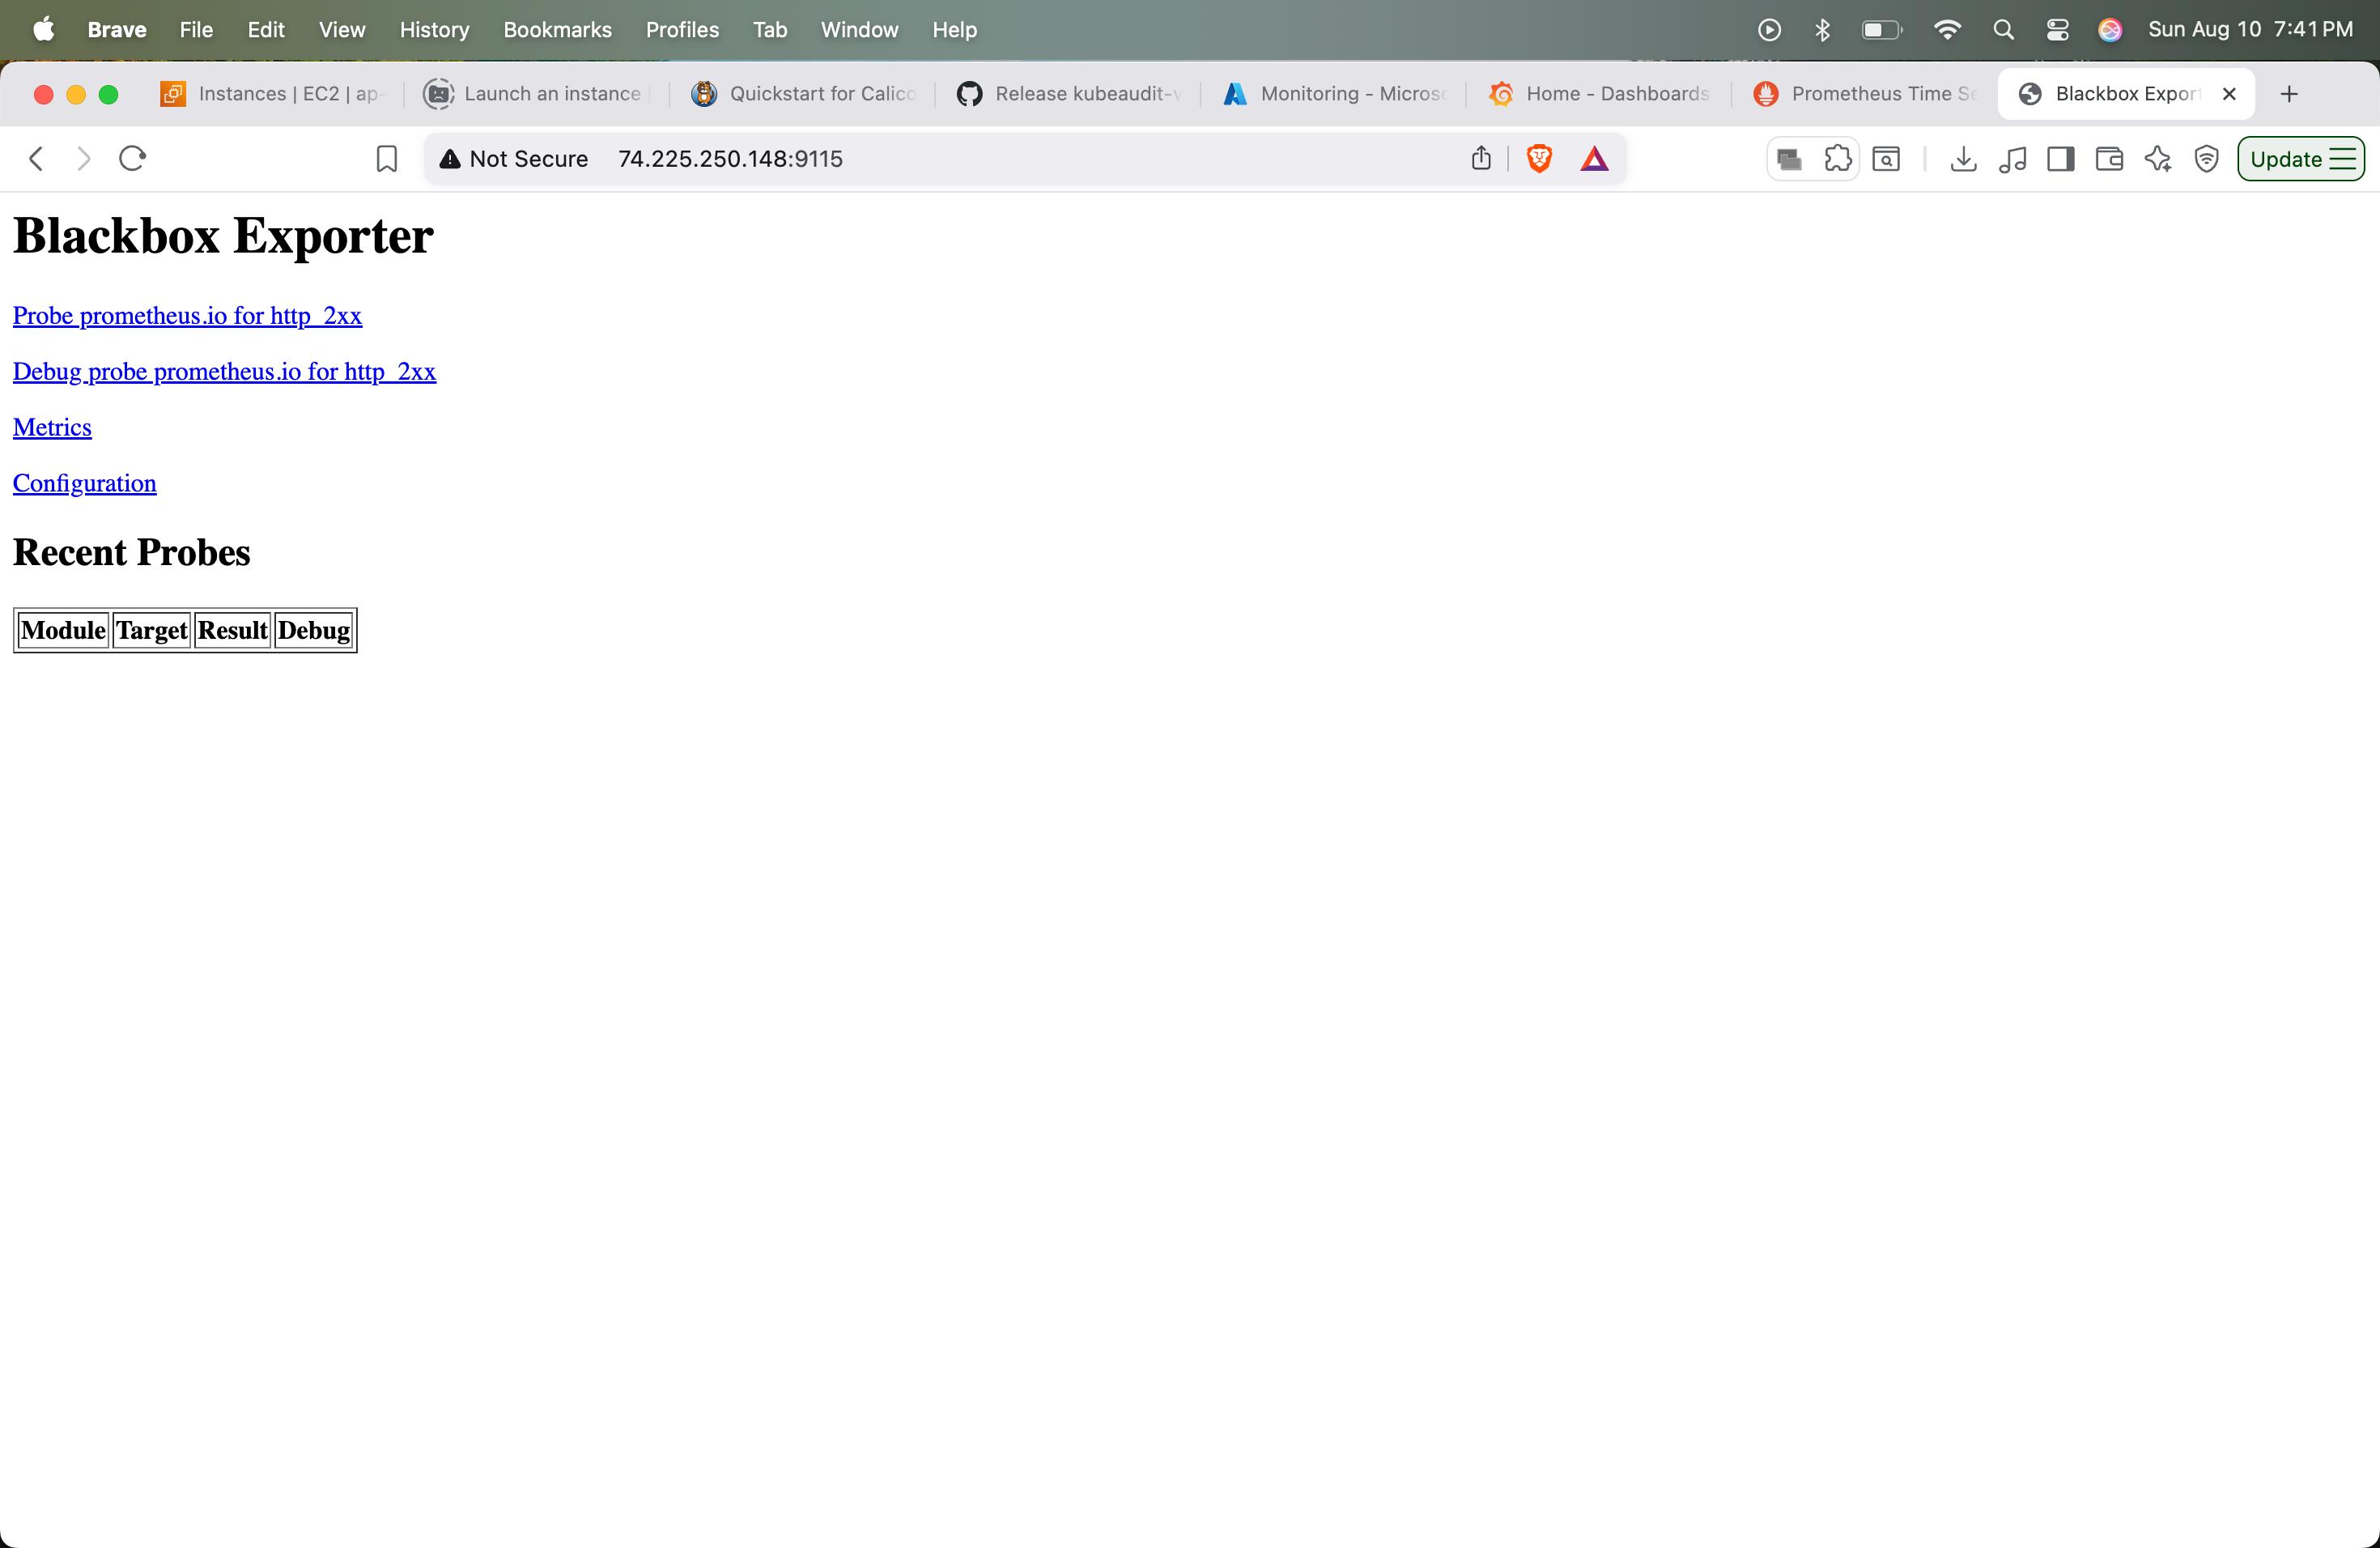 Brave File Edit View History Bookmarks Profiles Tab Window Help Sun Aug 10 7:41 PM
Instances | EC2 | ap- Launch an instance Quickstart for Calico Release kubeaudit-v Monitoring - Micros Home - Dashboards Prometheus Time Se Blackbox Export
Not Secure 74.225.250.148:9115 Update
Blackbox Exporter
Probe prometheus.io for http_2xx
Debug probe prometheus.io for http_2xx
Metrics
Configuration
Recent Probes
Module Target Result Debug